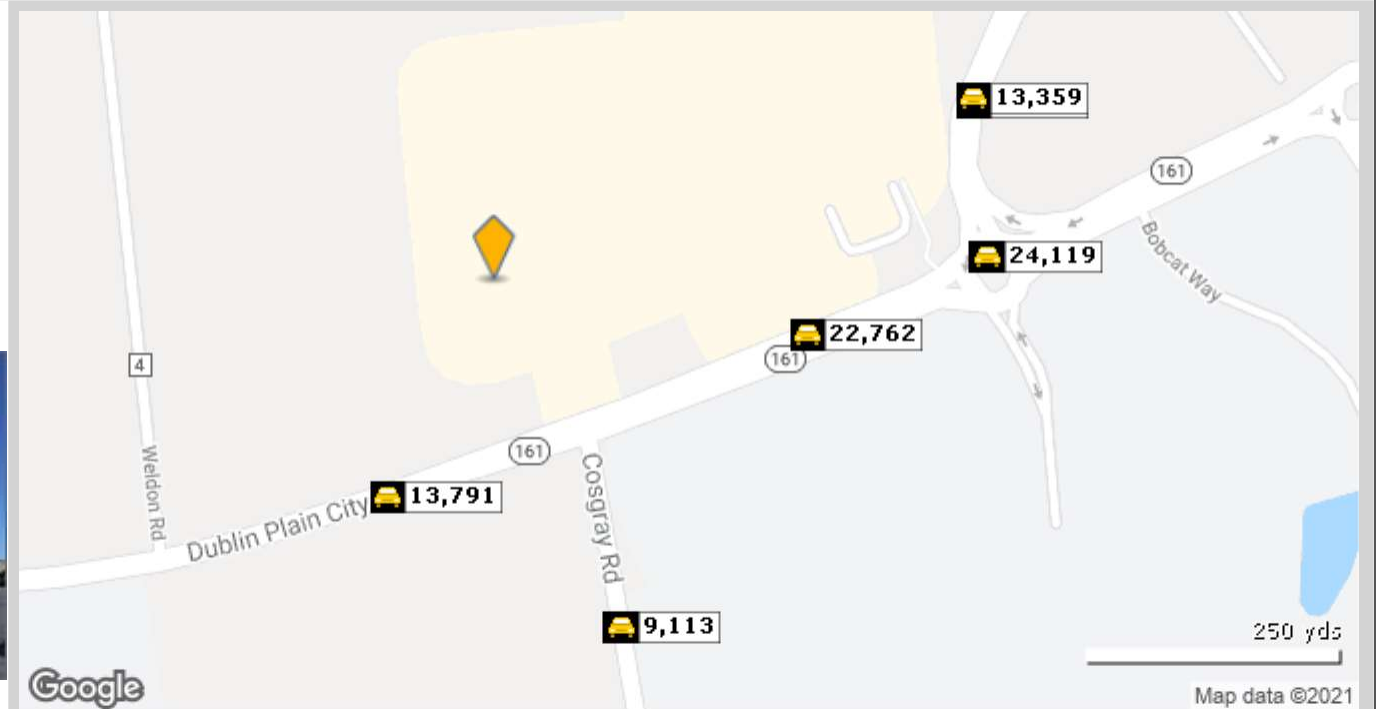 13,359
161
24,119
Bobcat Way
22,762
161
4
161
Weldon Rd
Cosgray Rd
13,791
Dublin Plain City
9,113
250 yds
Google
Map data ©2021